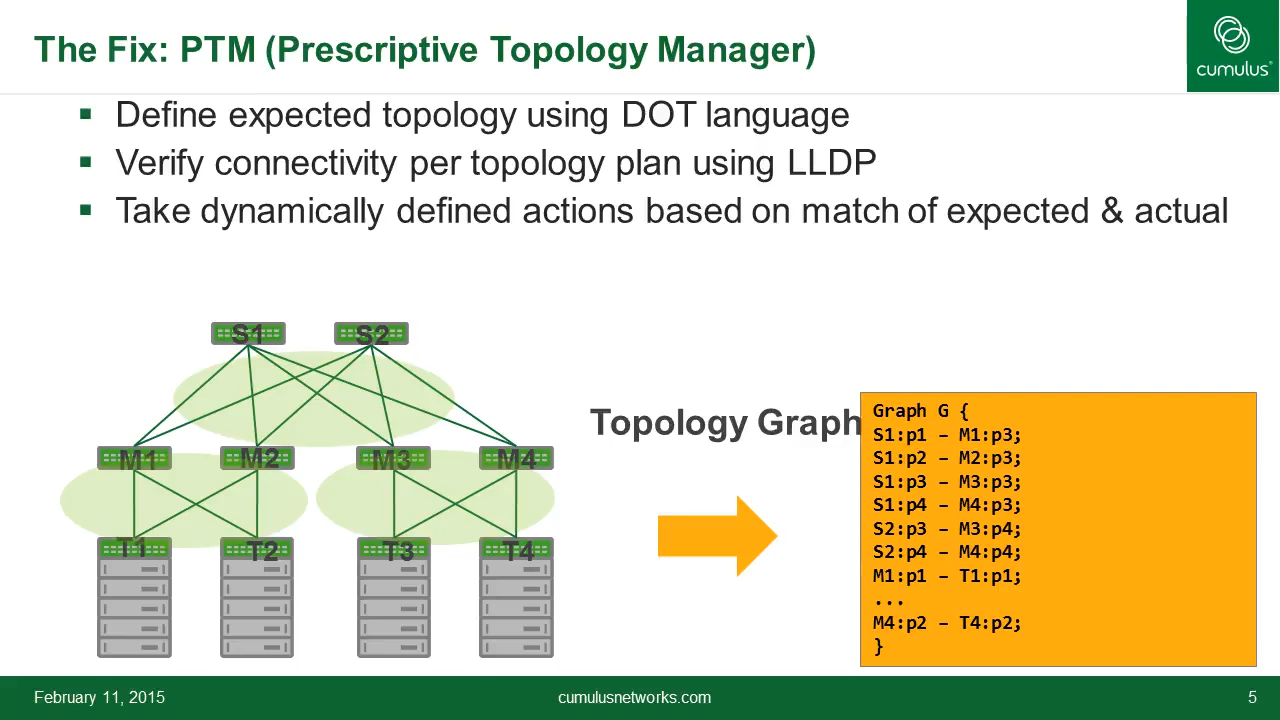 The Fix: PTM (Prescriptive Topology Manager)
cumulus®
▪ Define expected topology using DOT language
▪ Verify connectivity per topology plan using LLDP
▪ Take dynamically defined actions based on match of expected & actual
S1 S2
M1 M2 M3 M4
T1 T2 T3 T4
Topology Graph
Graph G {
S1:p1 – M1:p3;
S1:p2 – M2:p3;
S1:p3 – M3:p3;
S1:p4 – M4:p3;
S2:p3 – M3:p4;
S2:p4 – M4:p4;
M1:p1 – T1:p1;
...
M4:p2 – T4:p2;
}
February 11, 2015 cumulusnetworks.com 5